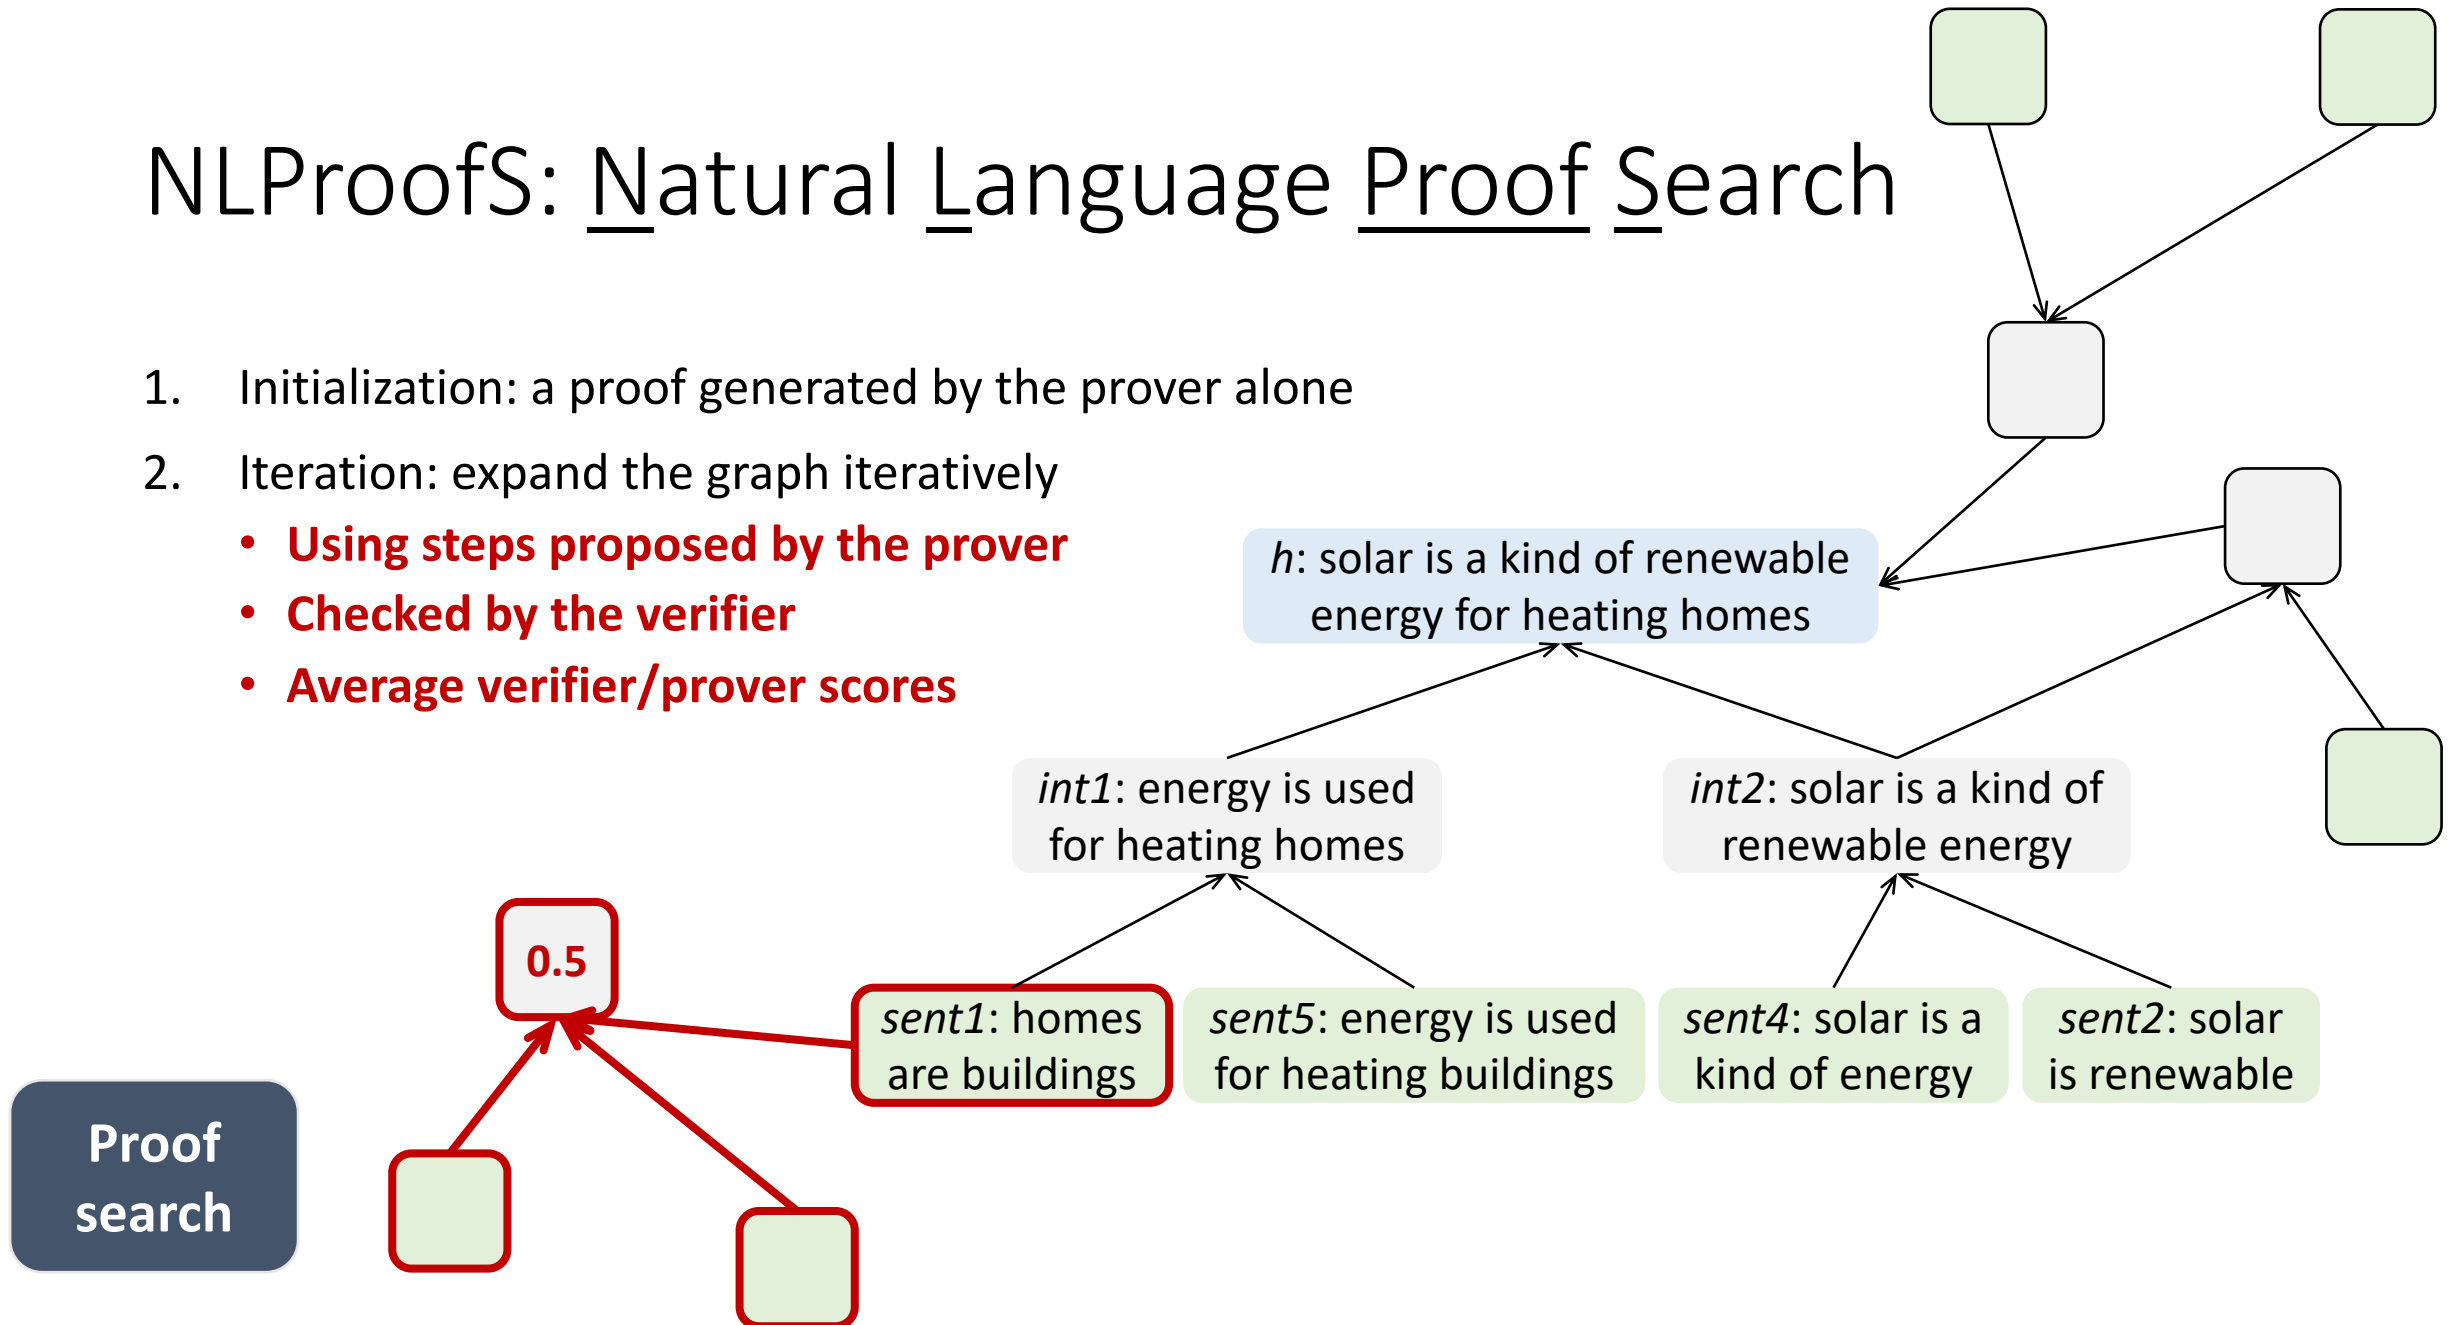 NLProofS: Natural Language Proof Search
1. Initialization: a proof generated by the prover alone
2. Iteration: expand the graph iteratively
• Using steps proposed by the prover
• Checked by the verifier
• Average verifier/prover scores
h: solar is a kind of renewable
energy for heating homes
int1: energy is used
for heating homes
int2: solar is a kind of
renewable energy
0.5
sent1: homes
are buildings
sent5: energy is used
for heating buildings
sent4: solar is a
kind of energy
sent2: solar
is renewable
Proof
search